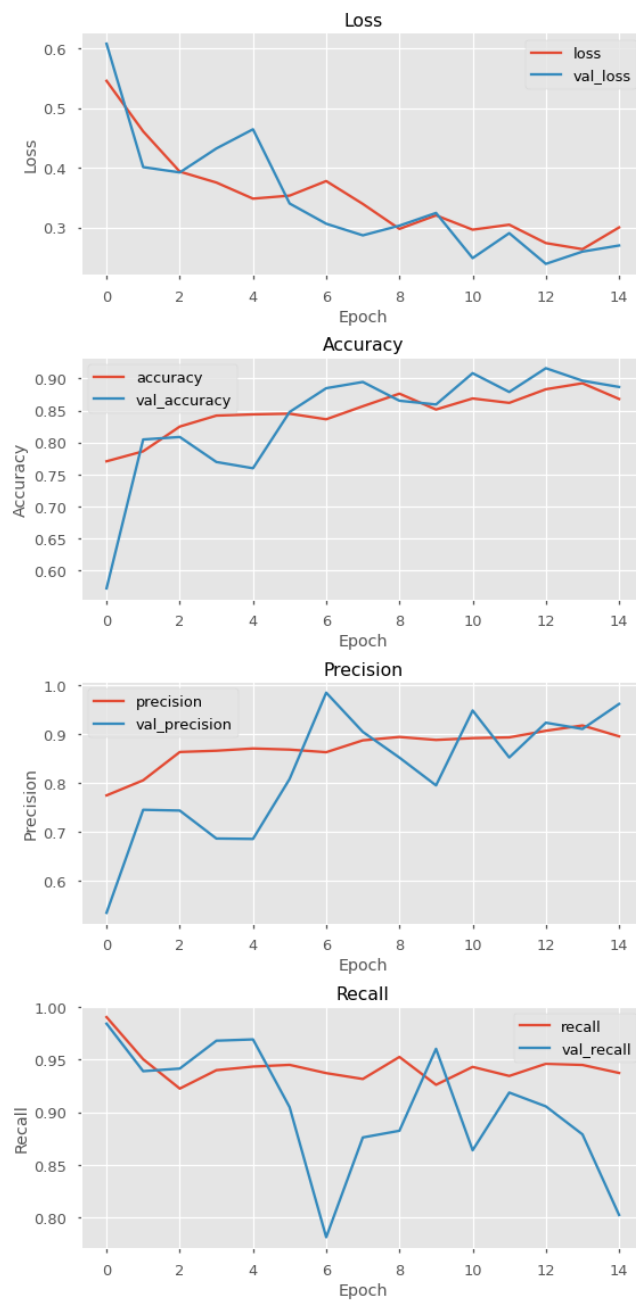 Loss
0.6
0.5
0.4
0.3
Loss
loss
val_loss
0 2 4 6 8 10 12 14
Epoch
Accuracy
0.90
0.85
0.80
0.75
0.70
0.65
0.60
Accuracy
accuracy
val_accuracy
0 2 4 6 8 10 12 14
Epoch
Precision
1.0
0.9
0.8
0.7
0.6
Precision
precision
val_precision
0 2 4 6 8 10 12 14
Epoch
Recall
1.00
0.95
0.90
0.85
0.80
Recall
recall
val_recall
0 2 4 6 8 10 12 14
Epoch